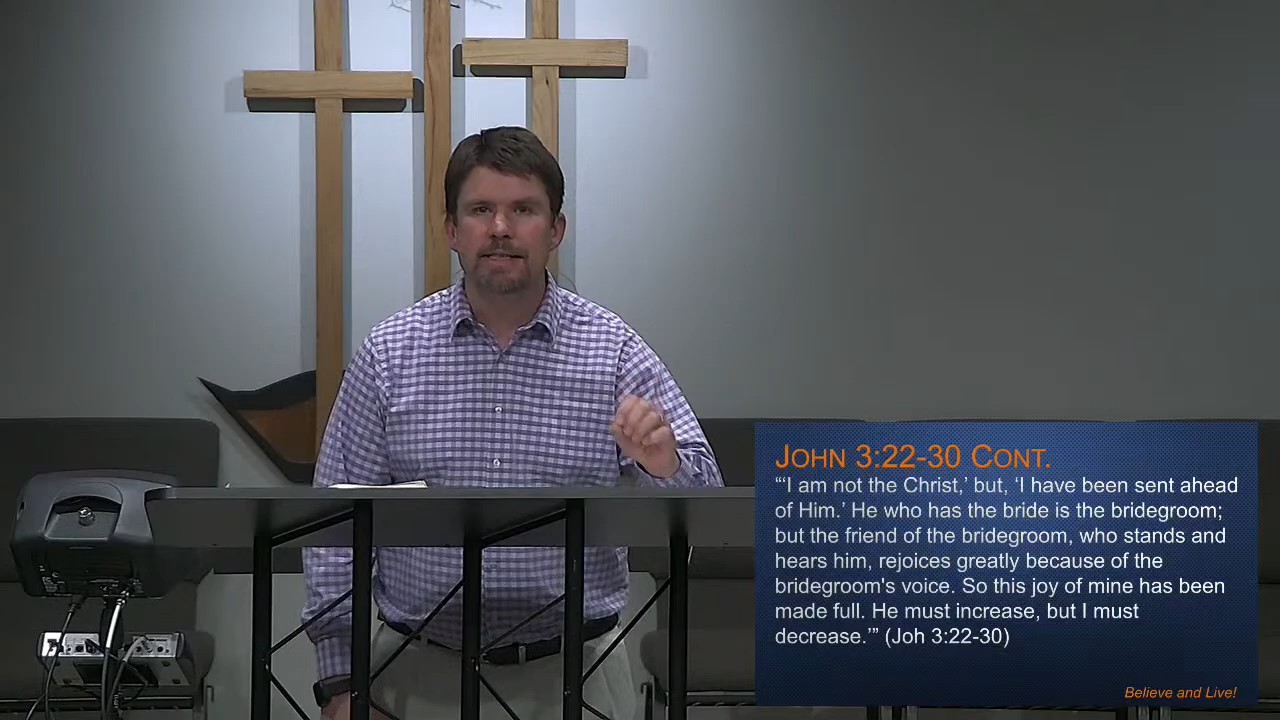 JOHN 3:22-30 CONT.
“‘I am not the Christ,’ but, ‘I have been sent ahead
of Him.’ He who has the bride is the bridegroom;
but the friend of the bridegroom, who stands and
hears him, rejoices greatly because of the
bridegroom's voice. So this joy of mine has been
made full. He must increase, but I must
decrease.’” (Joh 3:22-30)
Believe and Live!